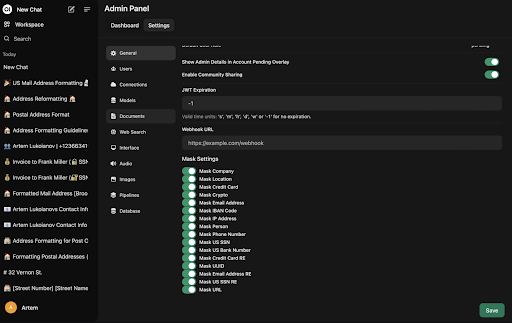 OI
New Chat
Workspace
Search
Today
New Chat
US Mail Address Formatting
Address Reformatting
Postal Address Format
Address Formatting Guidelines
Artem Lukoianov | +12366341
Invoice to Frank Miller ( SSN
Invoice to Frank Miller ( SSN
Formatted Mail Address [Broo
Artem Lukoianovs Contact Info
Artem Lukoianov Contact Info
Address Formatting for Post O
Formatting Postal Addresses (
# 32 Vernon St.
[Street Number] [Street Name
A
Artem
Admin Panel
Dashboard
Settings
General
Users
Connections
Models
Documents
Web Search
Interface
Audio
Images
Pipelines
Database
Show Admin Details in Account Pending Overlay
Enable Community Sharing
JWT Expiration
-1
Valid time units: 's', 'm', 'h', 'd', 'w' or '-1' for no expiration.
Webhook URL
https://example.com/webhook
Mask Settings
Mask Company
Mask Location
Mask Credit Card
Mask Crypto
Mask Email Address
Mask IBAN Code
Mask IP Address
Mask Person
Mask Phone Number
Mask US SSN
Mask US Bank Number
Mask Credit Card RE
Mask UUID
Mask Email Address RE
Mask US SSN RE
Mask URL
Save